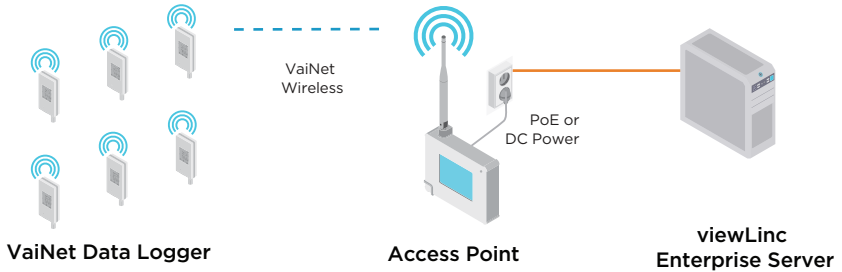 VaiNet
Wireless
PoE or
DC Power
VaiNet Data Logger
Access Point
viewLinc
Enterprise Server